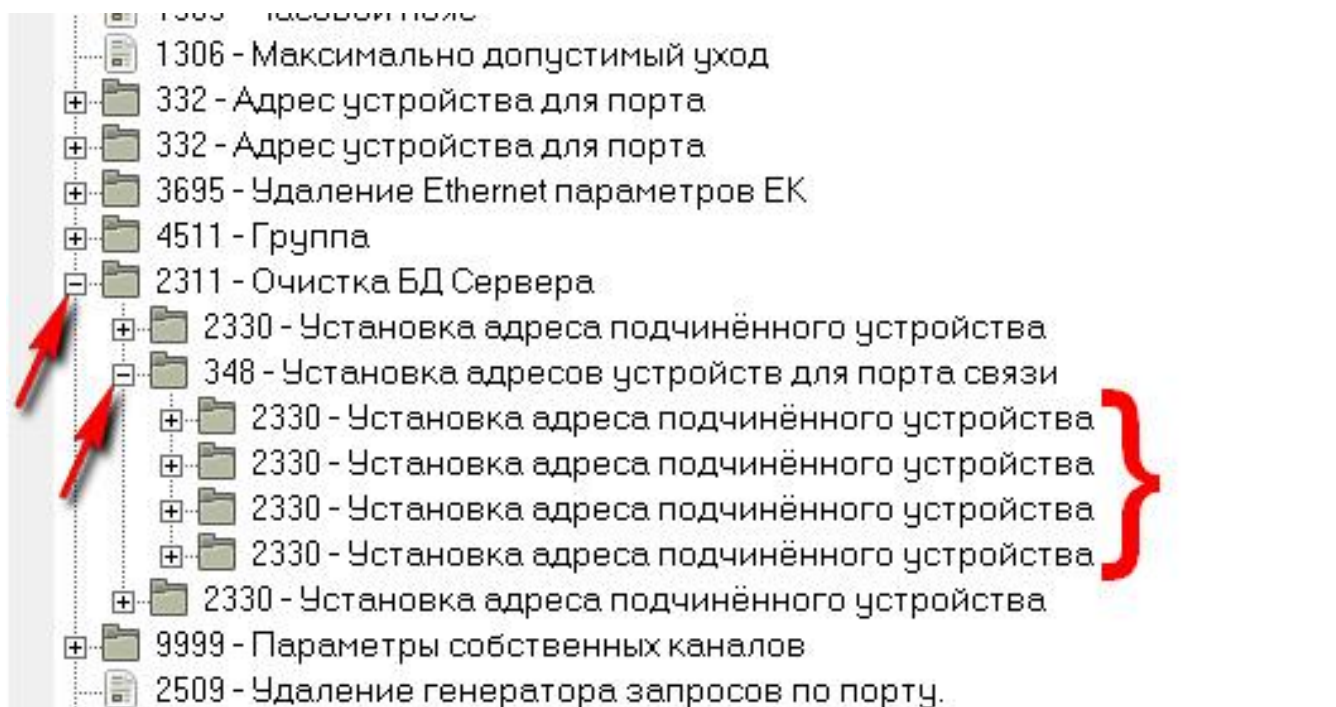 1306 - Максимально допустимый уход
332 - Адрес устройства для порта
332 - Адрес устройства для порта
3695 - Удаление Ethernet параметров ЕК
4511 - Группа
2311 - Очистка БД Сервера
2330 - Установка адреса подчинённого устройства
348 - Установка адресов устройств для порта связи
2330 - Установка адреса подчинённого устройства
2330 - Установка адреса подчинённого устройства
2330 - Установка адреса подчинённого устройства
2330 - Установка адреса подчинённого устройства
2330 - Установка адреса подчинённого устройства
9999 - Параметры собственных каналов
2509 - Удаление генератора запросов по порту.